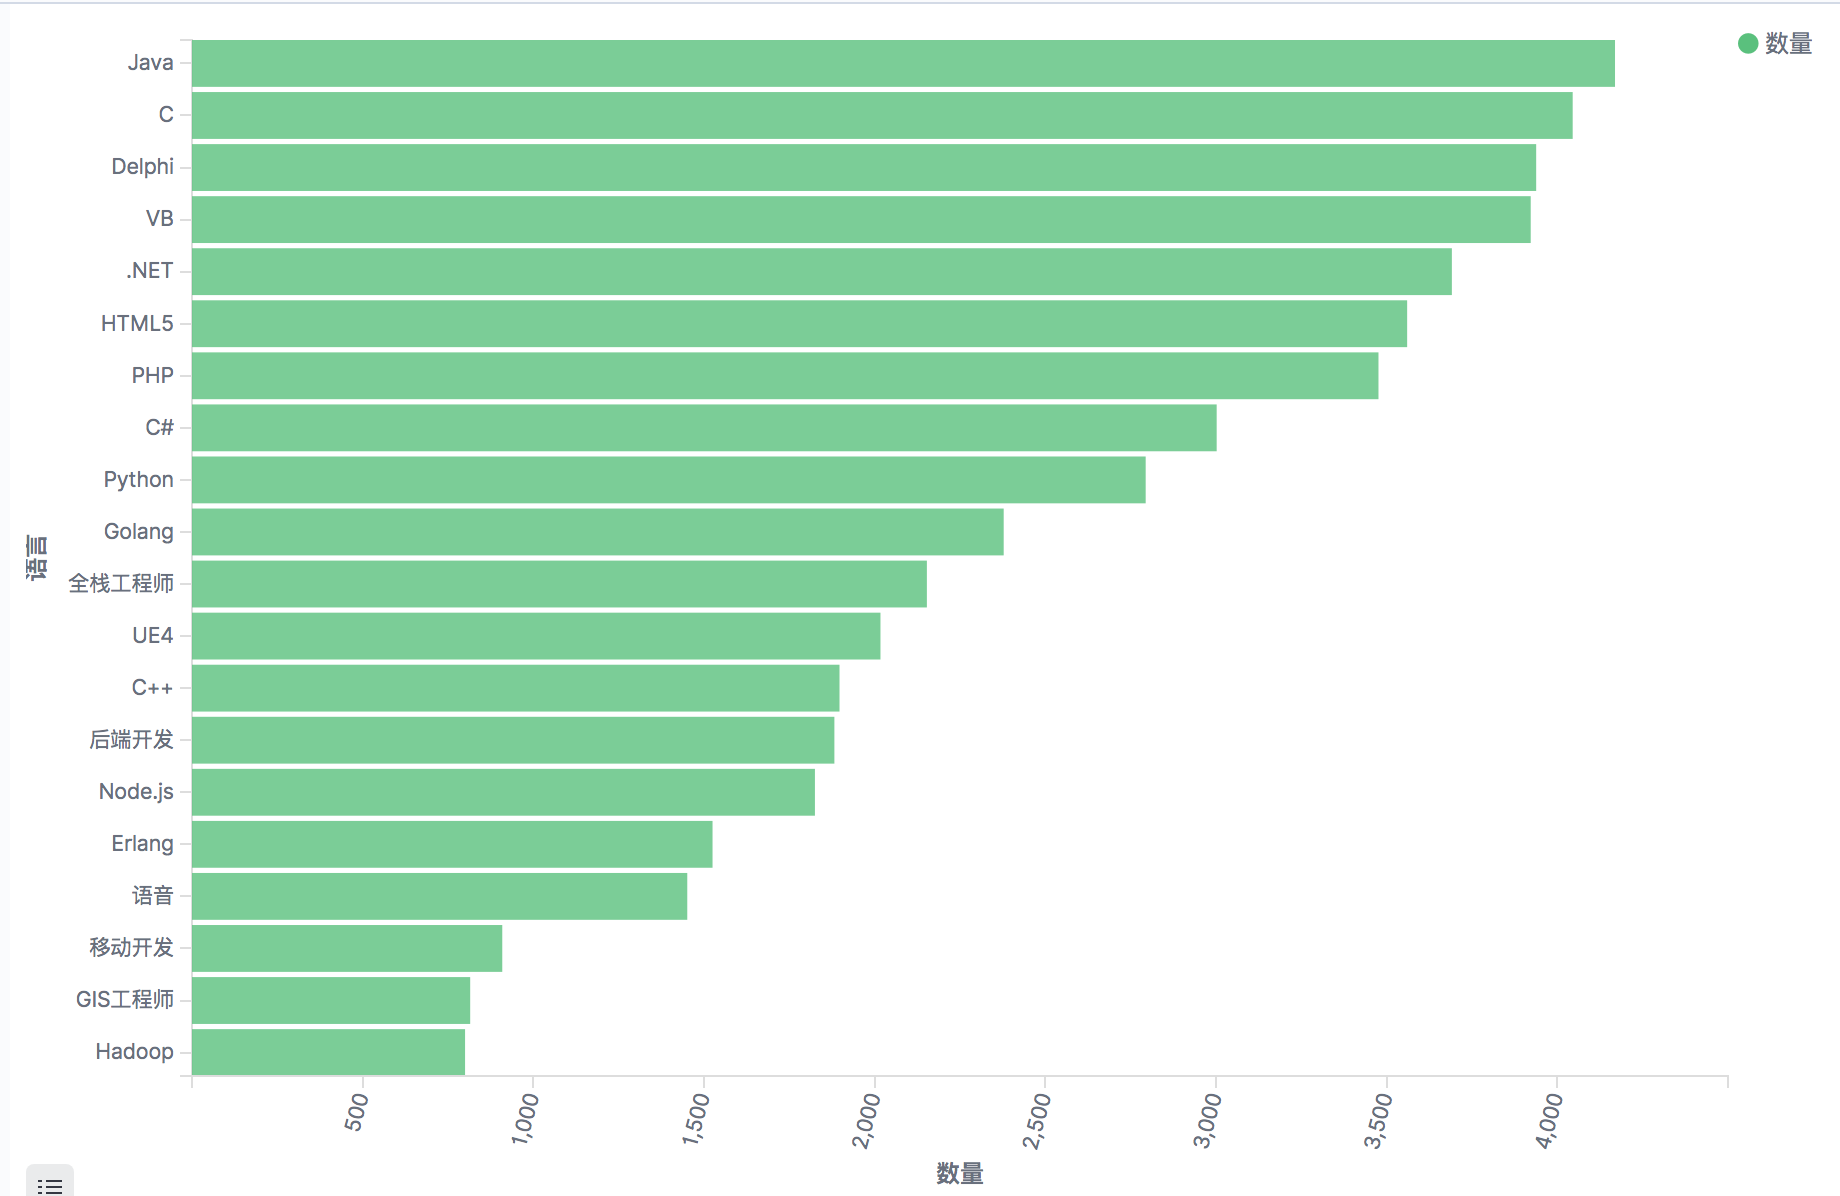 数量
Java
C
Delphi
VB
.NET
HTML5
PHP
C#
Python
Golang
全栈工程师
UE4
C++
后端开发
Node.js
Erlang
语音
移动开发
GIS工程师
Hadoop
语言
500
1,000
1,500
2,000
2,500
3,000
3,500
4,000
数量